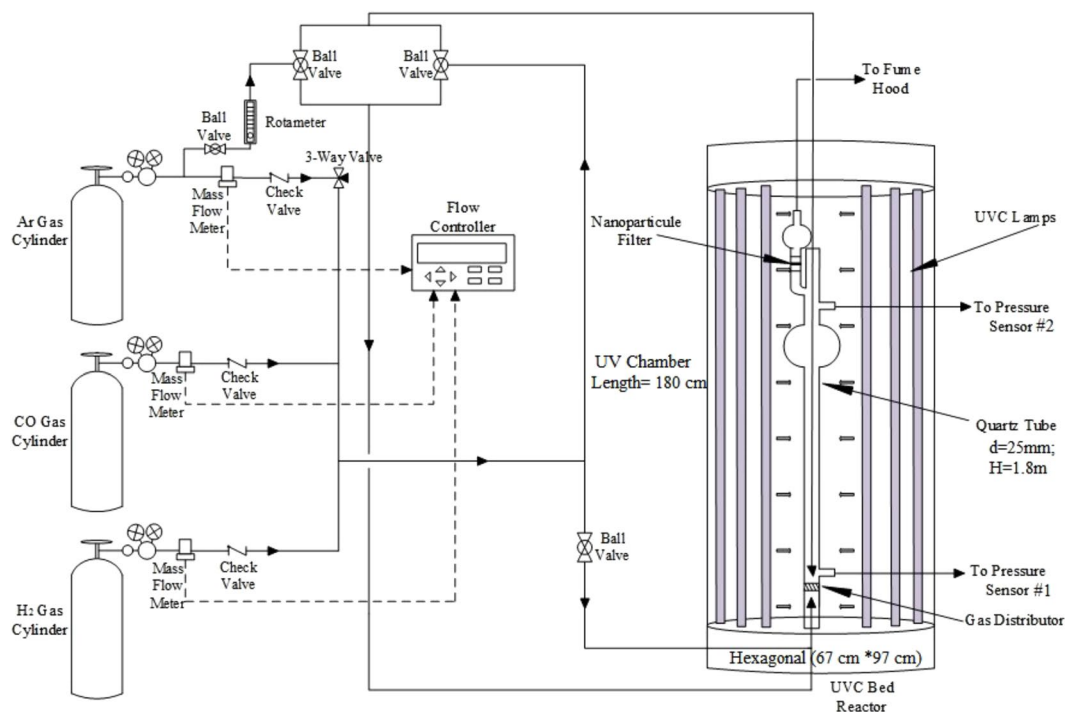 Ball
Valve
Ball
Valve
To Fume
Hood
Ball
Valve
Rotameter
3-Way Valve
Ar Gas
Cylinder
Mass
Flow
Meter
Check
Valve
Flow
Controller
Nanoparticule
Filter
UVC Lamps
To Pressure
Sensor #2
UV Chamber
Length= 180 cm
CO Gas
Cylinder
Mass
Flow
Meter
Check
Valve
Quartz Tube
d=25mm;
H=1.8m
Ball
Valve
H2 Gas
Cylinder
Mass
Flow
Meter
Check
Valve
To Pressure
Sensor #1
Gas Distributor
Hexagonal (67 cm *97 cm)
UVC Bed
Reactor